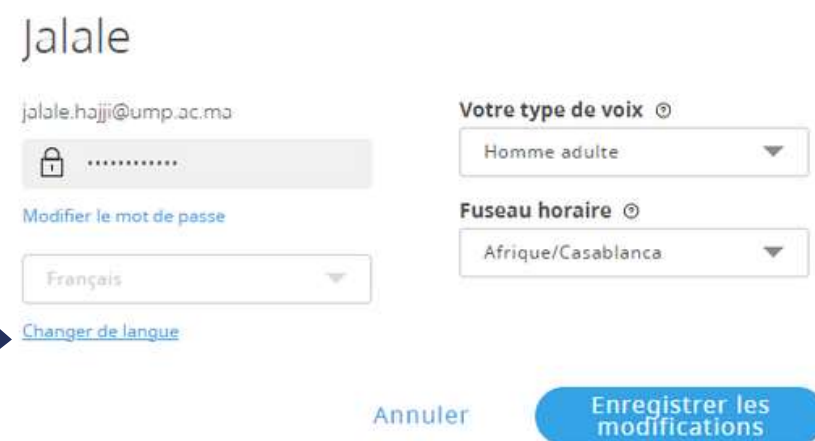 Jalale
jalale.hajji@ump.ac.ma
............
Modifier le mot de passe
Français
Changer de langue
Votre type de voix
Homme adulte
Fuseau horaire
Afrique/Casablanca
Annuler
Enregistrer les
modifications